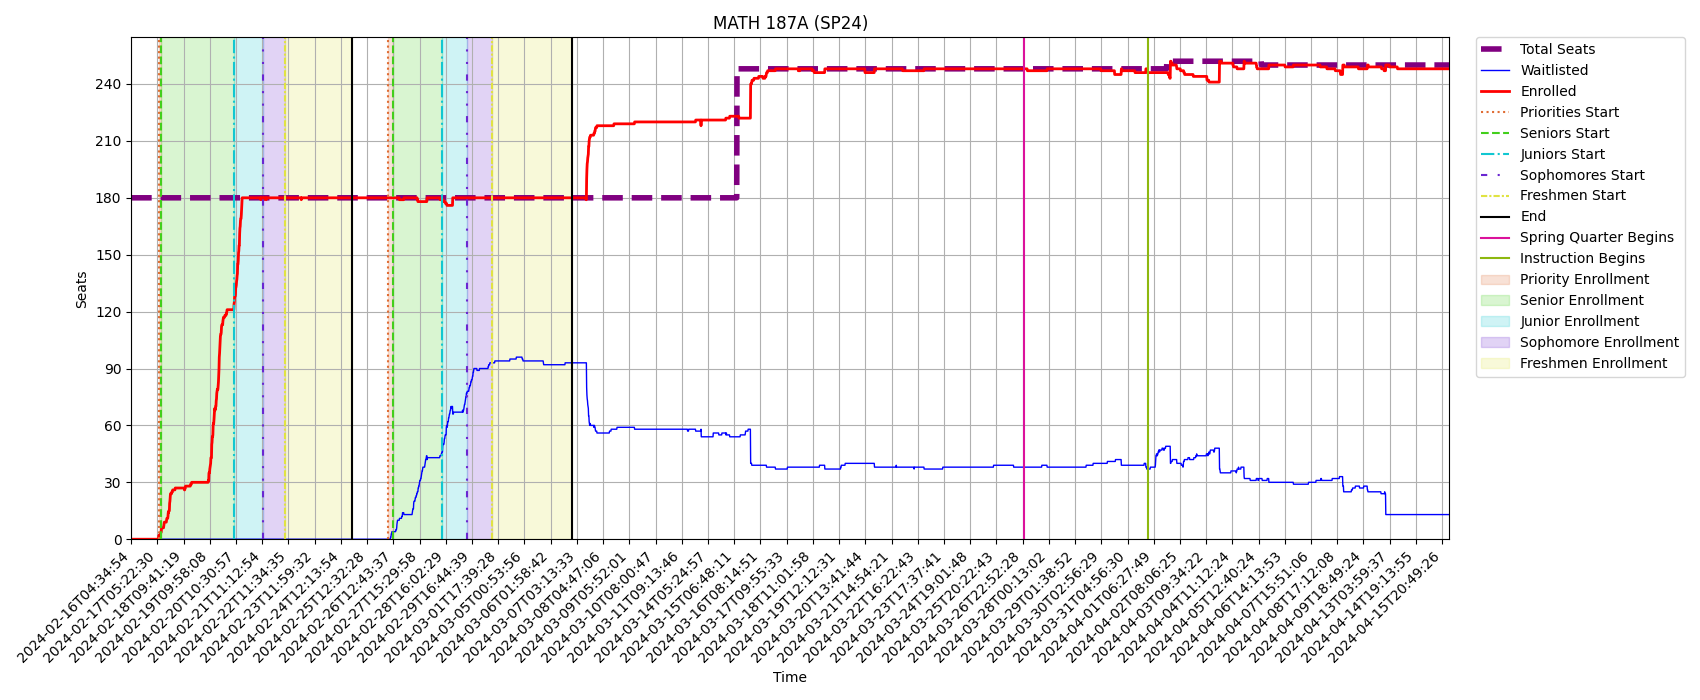 MATH 187A (SP24)
Seats
240
210
180
150
120
90
60
30
0
2024-02-16T04:34:54
2024-02-17T05:22:30
2024-02-18T09:41:19
2024-02-19T09:58:08
2024-02-20T10:30:57
2024-02-21T11:12:54
2024-02-22T11:34:35
2024-02-23T11:59:32
2024-02-24T12:13:54
2024-02-25T12:32:28
2024-02-26T12:43:37
2024-02-27T15:29:58
2024-02-28T16:02:29
2024-02-29T16:44:39
2024-03-01T17:39:28
2024-03-05T00:53:56
2024-03-06T01:58:42
2024-03-07T03:13:33
2024-03-08T04:47:06
2024-03-09T05:52:01
2024-03-10T08:00:47
2024-03-11T09:13:46
2024-03-14T05:24:57
2024-03-15T06:48:11
2024-03-16T08:14:51
2024-03-17T09:55:33
2024-03-18T11:01:58
2024-03-19T12:12:31
2024-03-20T13:41:44
2024-03-21T14:54:21
2024-03-22T16:22:43
2024-03-23T17:37:41
2024-03-24T19:01:48
2024-03-25T20:22:43
2024-03-26T22:52:28
2024-03-28T00:13:02
2024-03-29T01:38:52
2024-03-30T02:56:29
2024-03-31T04:56:30
2024-04-01T06:27:49
2024-04-02T08:06:25
2024-04-03T09:34:22
2024-04-04T11:12:24
2024-04-05T12:40:24
2024-04-06T14:13:53
2024-04-07T15:51:06
2024-04-08T17:12:08
2024-04-09T18:49:24
2024-04-13T03:59:37
2024-04-14T19:13:55
2024-04-15T20:49:26
Time
Total Seats
Waitlisted
Enrolled
Priorities Start
Seniors Start
Juniors Start
Sophomores Start
Freshmen Start
End
Spring Quarter Begins
Instruction Begins
Priority Enrollment
Senior Enrollment
Junior Enrollment
Sophomore Enrollment
Freshmen Enrollment